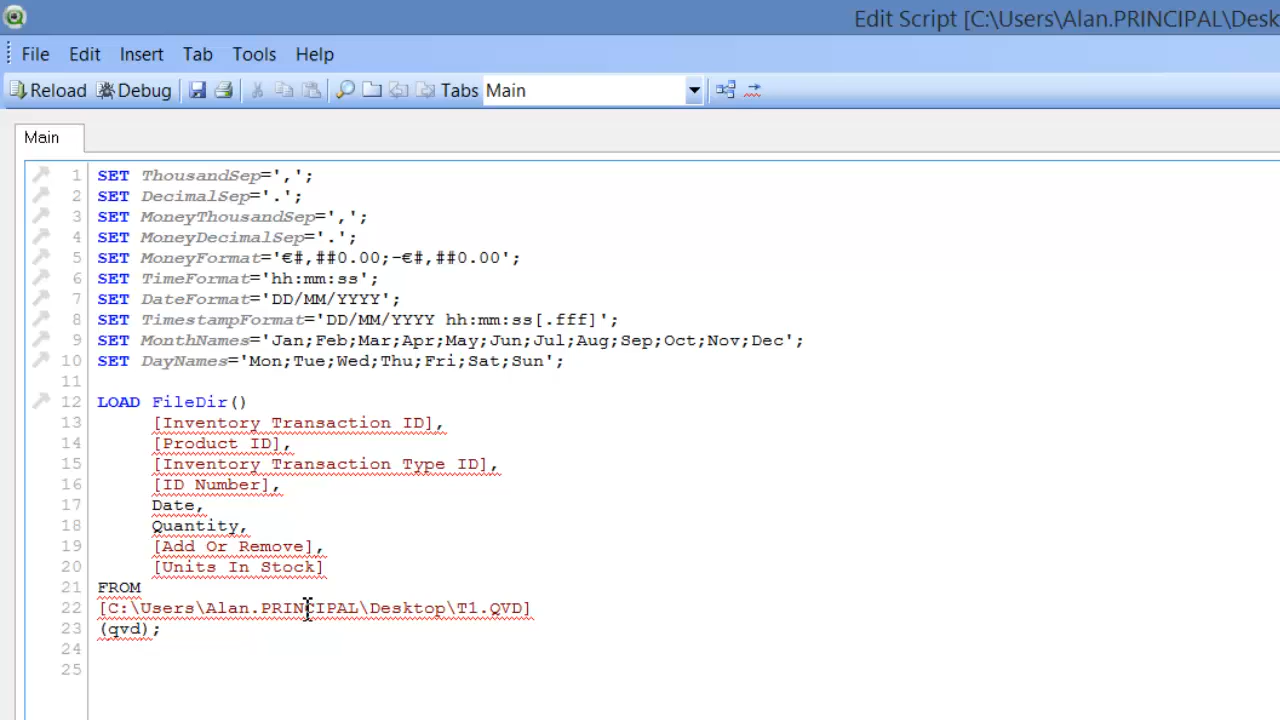 Edit Script [C:\Users\Alan.PRINCIPAL\Desk
File Edit Insert Tab Tools Help
Reload Debug Tabs Main
Main
1 SET ThousandSep=',';
2 SET DecimalSep='.';
3 SET MoneyThousandSep=',';
4 SET MoneyDecimalSep='.';
5 SET MoneyFormat='€#,##0.00;-€#,##0.00';
6 SET TimeFormat='hh:mm:ss';
7 SET DateFormat='DD/MM/YYYY';
8 SET TimestampFormat='DD/MM/YYYY hh:mm:ss[.fff]';
9 SET MonthNames='Jan;Feb;Mar;Apr;May;Jun;Jul;Aug;Sep;Oct;Nov;Dec';
10 SET DayNames='Mon;Tue;Wed;Thu;Fri;Sat;Sun';
11
12 LOAD FileDir()
13 [Inventory Transaction ID],
14 [Product ID],
15 [Inventory Transaction Type ID],
16 [ID Number],
17 Date,
18 Quantity,
19 [Add Or Remove],
20 [Units In Stock]
21 FROM
22 [C:\Users\Alan.PRINCIPAL\Desktop\T1.QVD]
23 (qvd);
24
25